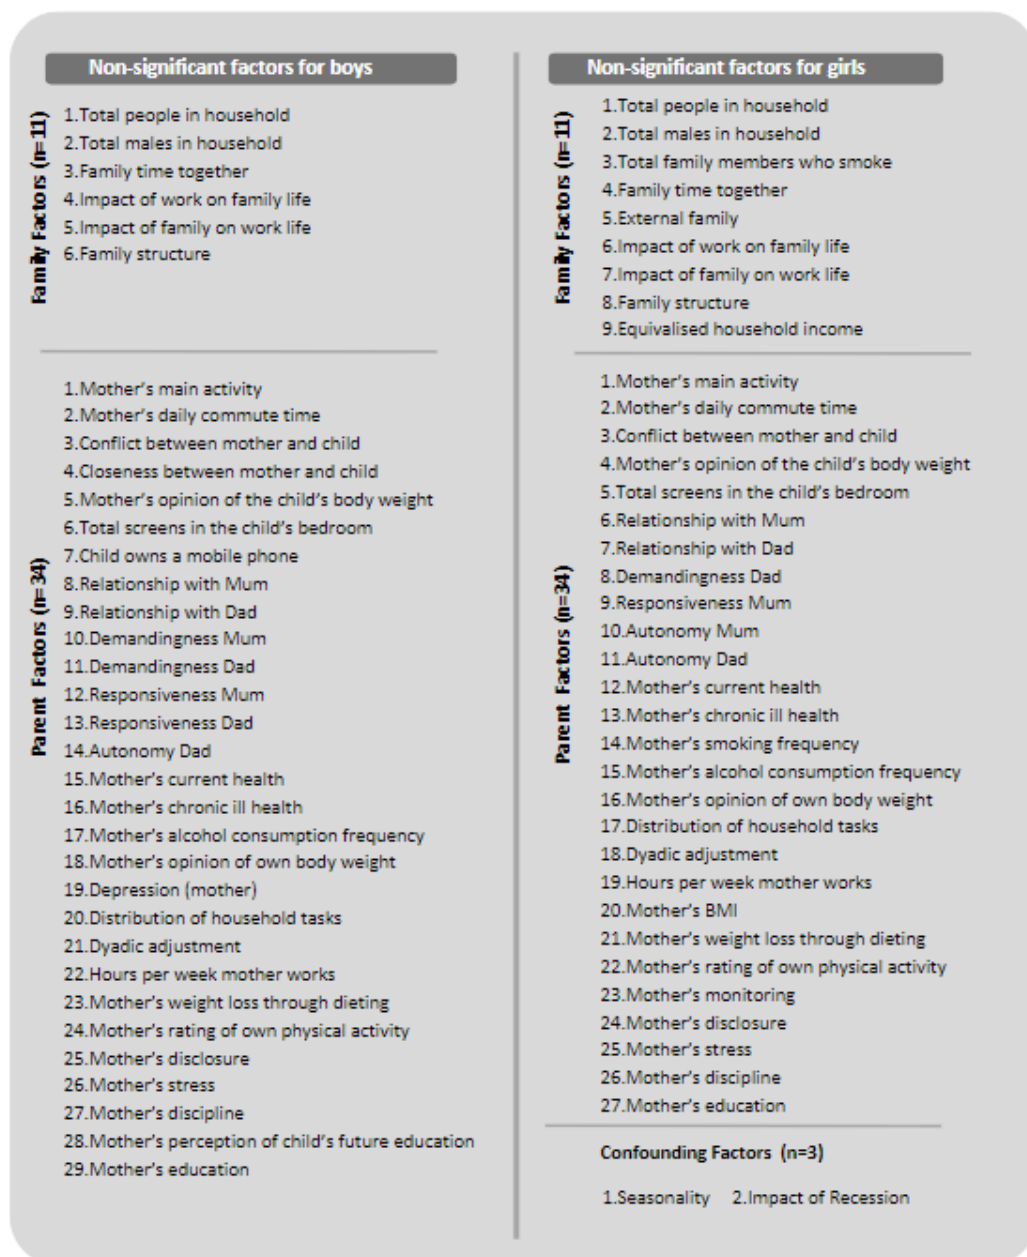 Non-significant factors for boys
Family Factors (n=11)
1.Total people in household
2.Total males in household
3.Family time together
4.Impact of work on family life
5.Impact of family on work life
6.Family structure
Parent Factors (n=34)
1.Mother's main activity
2.Mother's daily commute time
3.Conflict between mother and child
4.Closeness between mother and child
5.Mother's opinion of the child's body weight
6.Total screens in the child's bedroom
7.Child owns a mobile phone
8.Relationship with Mum
9.Relationship with Dad
10.Demandingness Mum
11.Demandingness Dad
12.Responsiveness Mum
13.Responsiveness Dad
14.Autonomy Dad
15.Mother's current health
16.Mother's chronic ill health
17.Mother's alcohol consumption frequency
18.Mother's opinion of own body weight
19.Depression (mother)
20.Distribution of household tasks
21.Dyadic adjustment
22.Hours per week mother works
23.Mother's weight loss through dieting
24.Mother's rating of own physical activity
25.Mother's disclosure
26.Mother's stress
27.Mother's discipline
28.Mother's perception of child's future education
29.Mother's education
Non-significant factors for girls
Family Factors (n=11)
1.Total people in household
2.Total males in household
3.Total family members who smoke
4.Family time together
5.External family
6.Impact of work on family life
7.Impact of family on work life
8.Family structure
9.Equivalised household income
Parent Factors (n=34)
1.Mother's main activity
2.Mother's daily commute time
3.Conflict between mother and child
4.Mother's opinion of the child's body weight
5.Total screens in the child's bedroom
6.Relationship with Mum
7.Relationship with Dad
8.Demandingness Dad
9.Responsiveness Mum
10.Autonomy Mum
11.Autonomy Dad
12.Mother's current health
13.Mother's chronic ill health
14.Mother's smoking frequency
15.Mother's alcohol consumption frequency
16.Mother's opinion of own body weight
17.Distribution of household tasks
18.Dyadic adjustment
19.Hours per week mother works
20.Mother's BMI
21.Mother's weight loss through dieting
22.Mother's rating of own physical activity
23.Mother's monitoring
24.Mother's disclosure
25.Mother's stress
26.Mother's discipline
27.Mother's education
Confounding Factors (n=3)
1.Seasonality 2.Impact of Recession